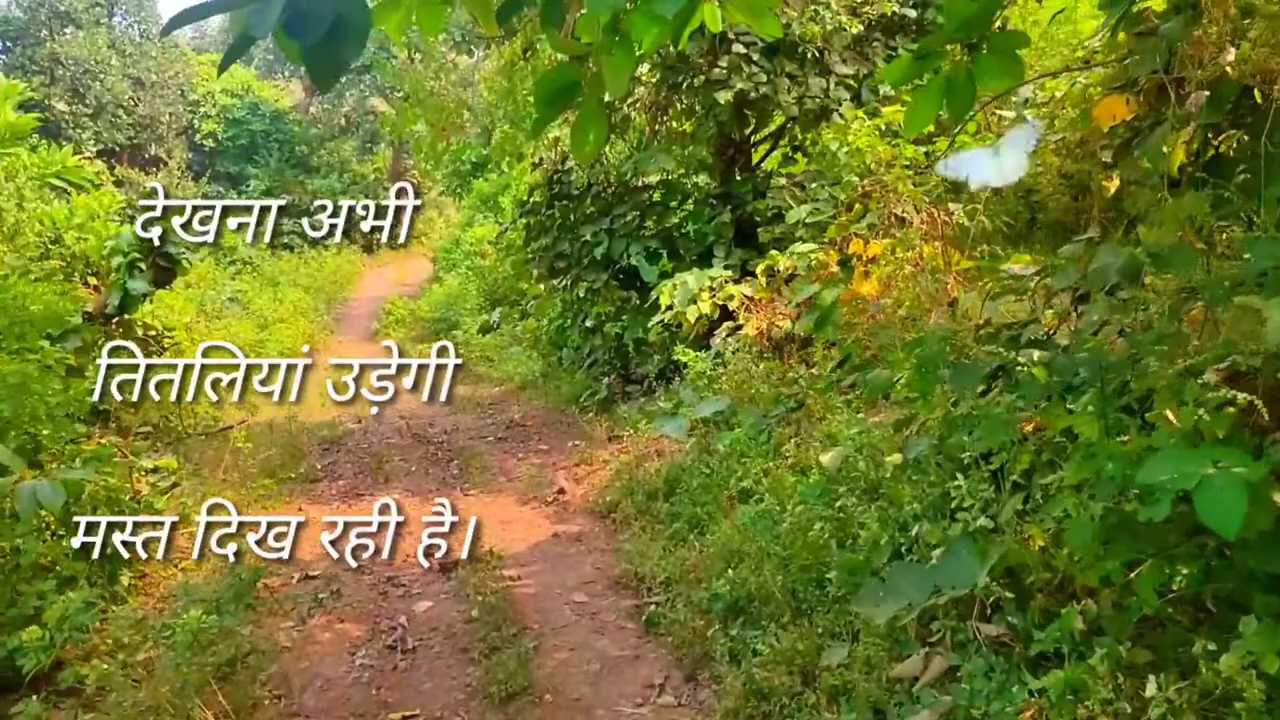 देखना अभी
तितलियां उड़ेगी
मस्त दिख रही है।